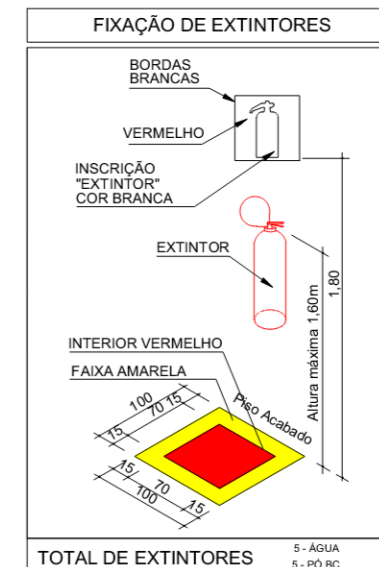 FIXAÇÃO DE EXTINTORES
BORDAS
BRANCAS
VERMELHO
INSCRIÇÃO
"EXTINTOR"
COR BRANCA
EXTINTOR
1,80
Altura máxima 1,60m
INTERIOR VERMELHO
FAIXA AMARELA
Piso Acabado
100
15
70
15
15
70
15
100
TOTAL DE EXTINTORES
5 - ÁGUA
5 - PÓ BC